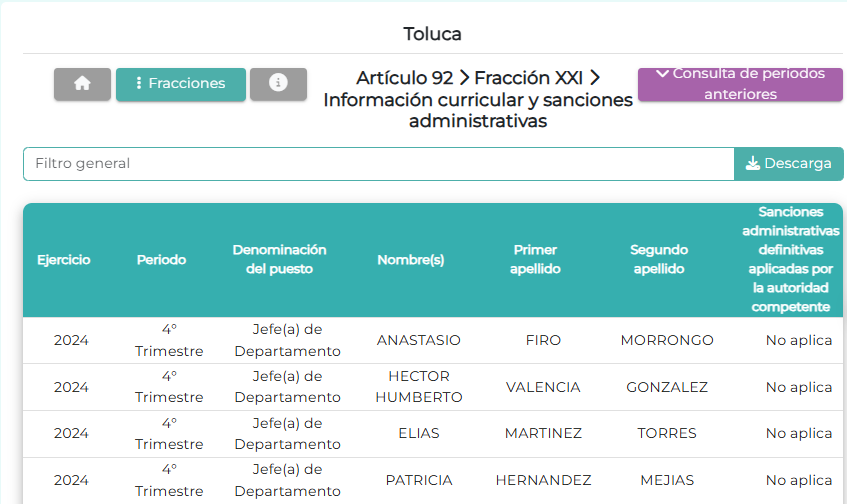 Toluca
Fracciones
Artículo 92 > Fracción XXI >
Información curricular y sanciones
administrativas
Consulta de periodos
anteriores
Filtro general
Descarga
Ejercicio
Periodo
Denominación
del puesto
Nombre(s)
Primer
apellido
Segundo
apellido
Sanciones
administrativas
definitivas
aplicadas por
la autoridad
competente
2024
4°
Trimestre
Jefe(a) de
Departamento
ANASTASIO
FIRO
MORRONGO
No aplica
2024
4°
Trimestre
Jefe(a) de
Departamento
HECTOR
HUMBERTO
VALENCIA
GONZALEZ
No aplica
2024
4°
Trimestre
Jefe(a) de
Departamento
ELIAS
MARTINEZ
TORRES
No aplica
2024
4°
Trimestre
Jefe(a) de
Departamento
PATRICIA
HERNANDEZ
MEJIAS
No aplica